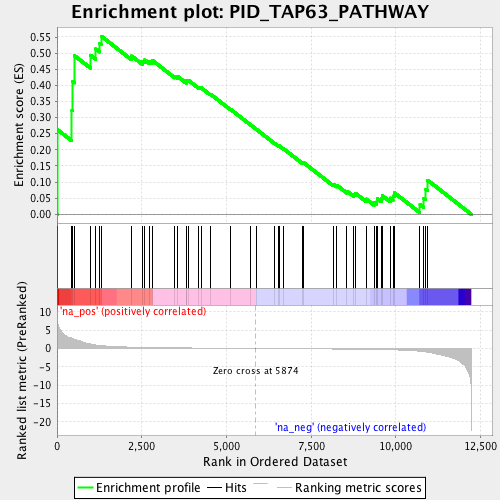 Enrichment plot: PID_TAP63_PATHWAY
Enrichment score (ES)
0.55
0.50
0.45
0.40
0.35
0.30
0.25
0.20
0.15
0.10
0.05
0.00
'na_pos' (positively correlated)
Ranked list metric (PreRanked)
10
5
0
-5
-10
-15
-20
Zero cross at 5874
'na_neg' (negatively correlated)
0 2,500 5,000 7,500 10,000 12,500
Rank in Ordered Dataset
Enrichment profile Hits Ranking metric scores